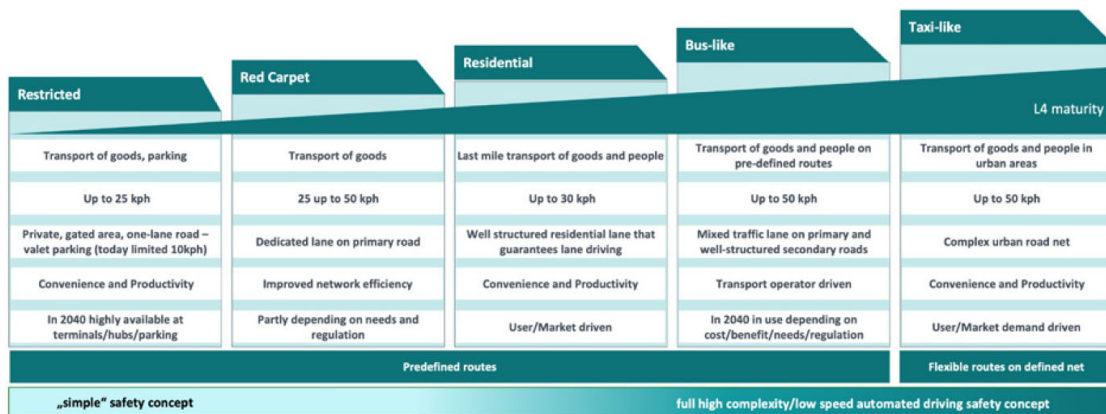 Restricted
Red Carpet
Residential
Bus-like
Taxi-like
L4 maturity
Transport of goods, parking
Transport of goods
Last mile transport of goods and people
Transport of goods and people on
pre-defined routes
Transport of goods and people in
urban areas
Up to 25 kph
25 up to 50 kph
Up to 30 kph
Up to 50 kph
Up to 50 kph
Private, gated area, one-lane road –
valet parking (today limited 10kph)
Dedicated lane on primary road
Well structured residential lane that
guarantees lane driving
Mixed traffic lane on primary and
well-structured secondary roads
Complex urban road net
Convenience and Productivity
Improved network efficiency
Convenience and Productivity
Transport operator driven
Convenience and Productivity
In 2040 highly available at
terminals/hubs/parking
Partly depending on needs and
regulation
User/Market driven
In 2040 in use depending on
cost/benefit/needs/regulation
User/Market demand driven
Predefined routes
Flexible routes on defined net
„simple“ safety concept
full high complexity/low speed automated driving safety concept